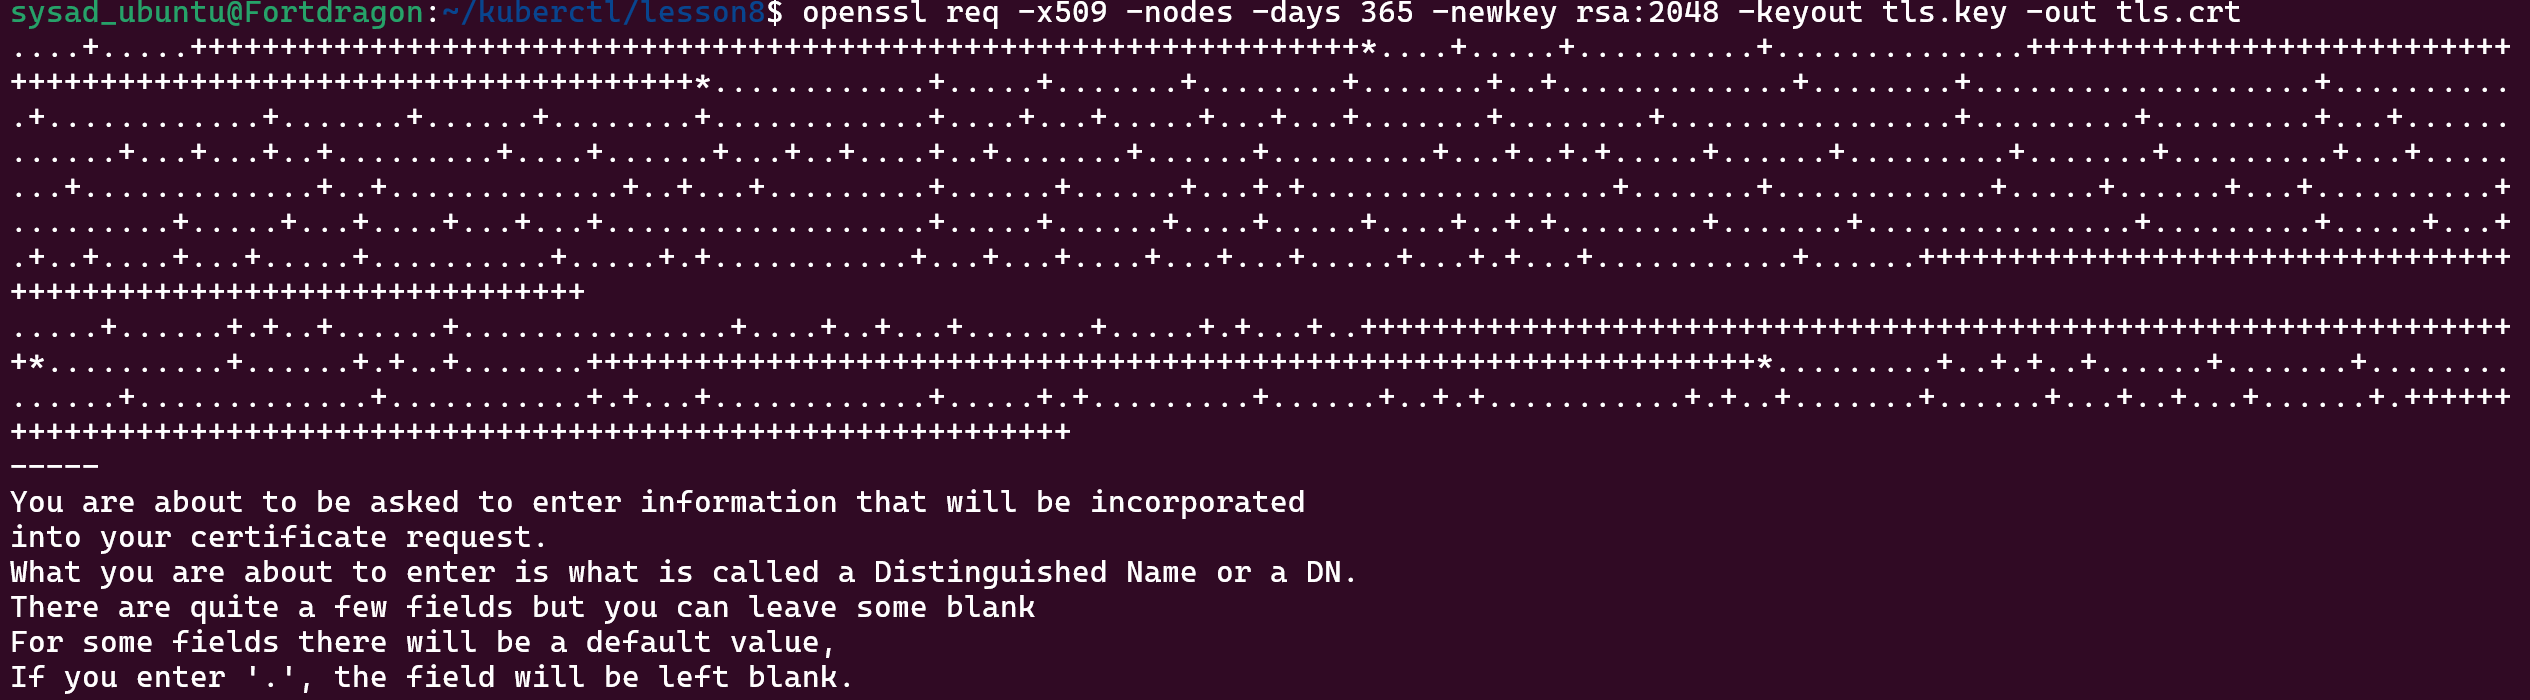 sysad_ubuntu@Fortdragon:~/kuberctl/lesson8$ openssl req -x509 -nodes -days 365 -newkey rsa:2048 -keyout tls.key -out tls.crt
-----
You are about to be asked to enter information that will be incorporated
into your certificate request.
What you are about to enter is what is called a Distinguished Name or a DN.
There are quite a few fields but you can leave some blank
For some fields there will be a default value,
If you enter '.', the field will be left blank.